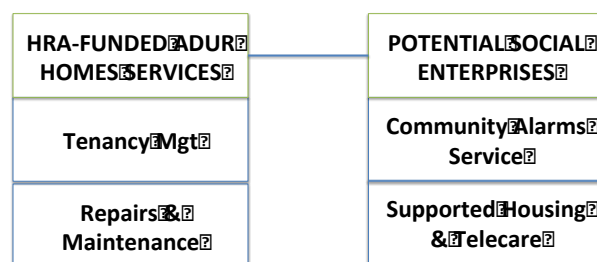 HRA-FUNDED ADUR
HOMES SERVICES
POTENTIAL SOCIAL
ENTERPRISES
Tenancy Mgt
Community Alarms
Service
Repairs &
Maintenance
Supported Housing
& Telecare